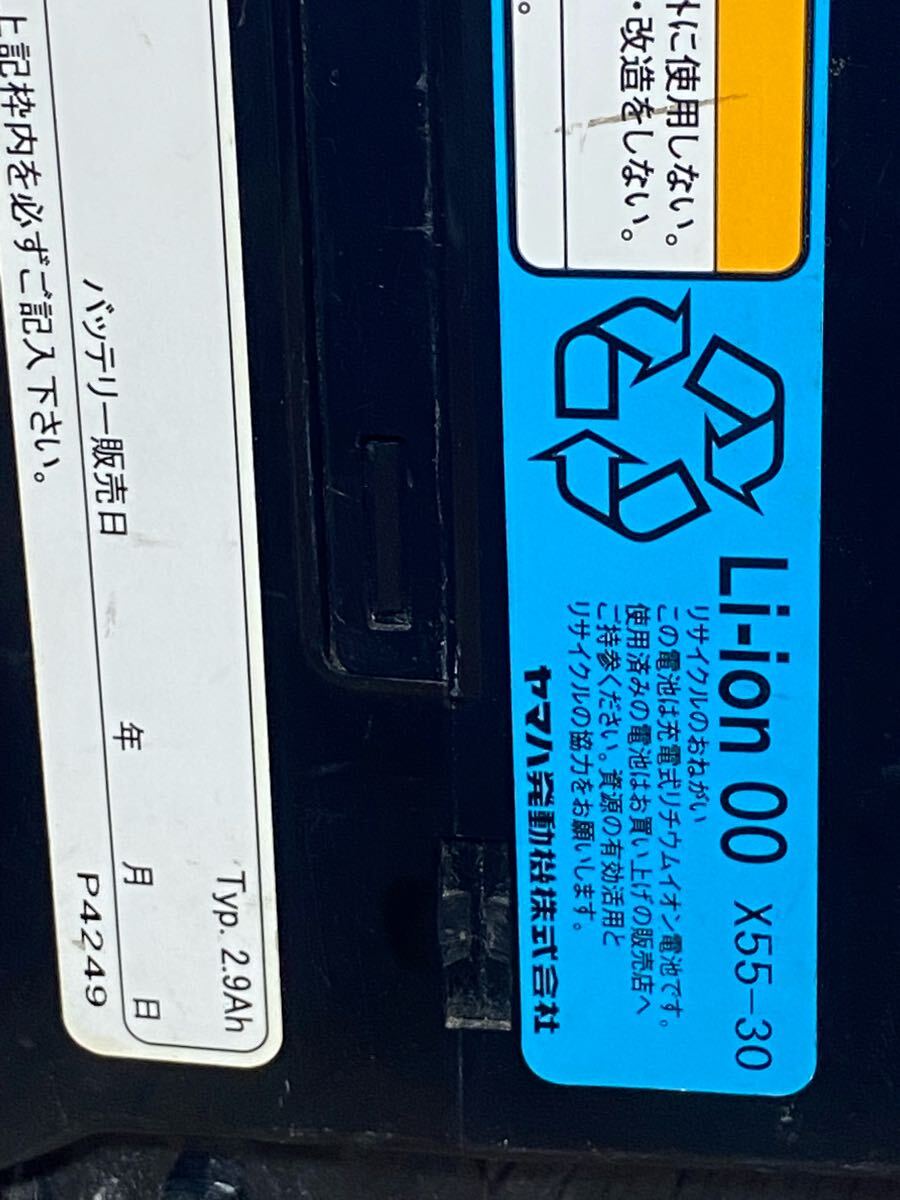 外に使用しない。
・改造をしない。
。
Li-ion 00 X55-30
リサイクルのおねがい
この電池は充電式リチウムイオン電池です。
使用済みの電池はお買い上げの販売店へ
ご持参ください。資源の有効活用と
リサイクルの協力をお願いします。
ヤマハ発動機株式会社
Typ. 2.9Ah
バッテリー販売日 年 月 日
P4249
上記枠内を必ずご記入下さい。